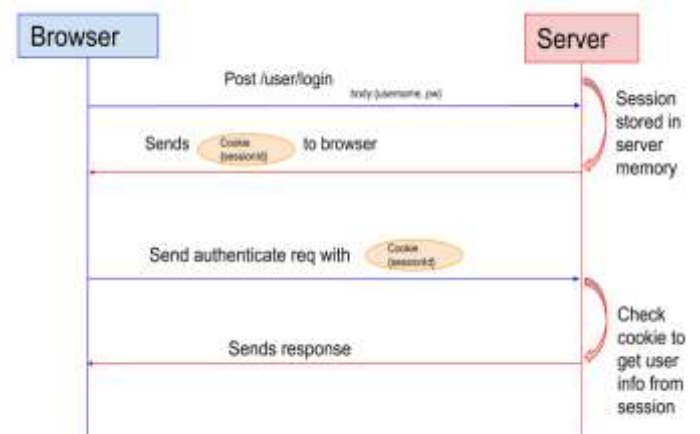 Browser
Server
Post /user/login
body (username, pw)
Session
stored in
server
memory
Sends Cookie to browser
(sessionId)
Send authenticate req with Cookie
(sessionId)
Check
cookie to
get user
info from
session
Sends response